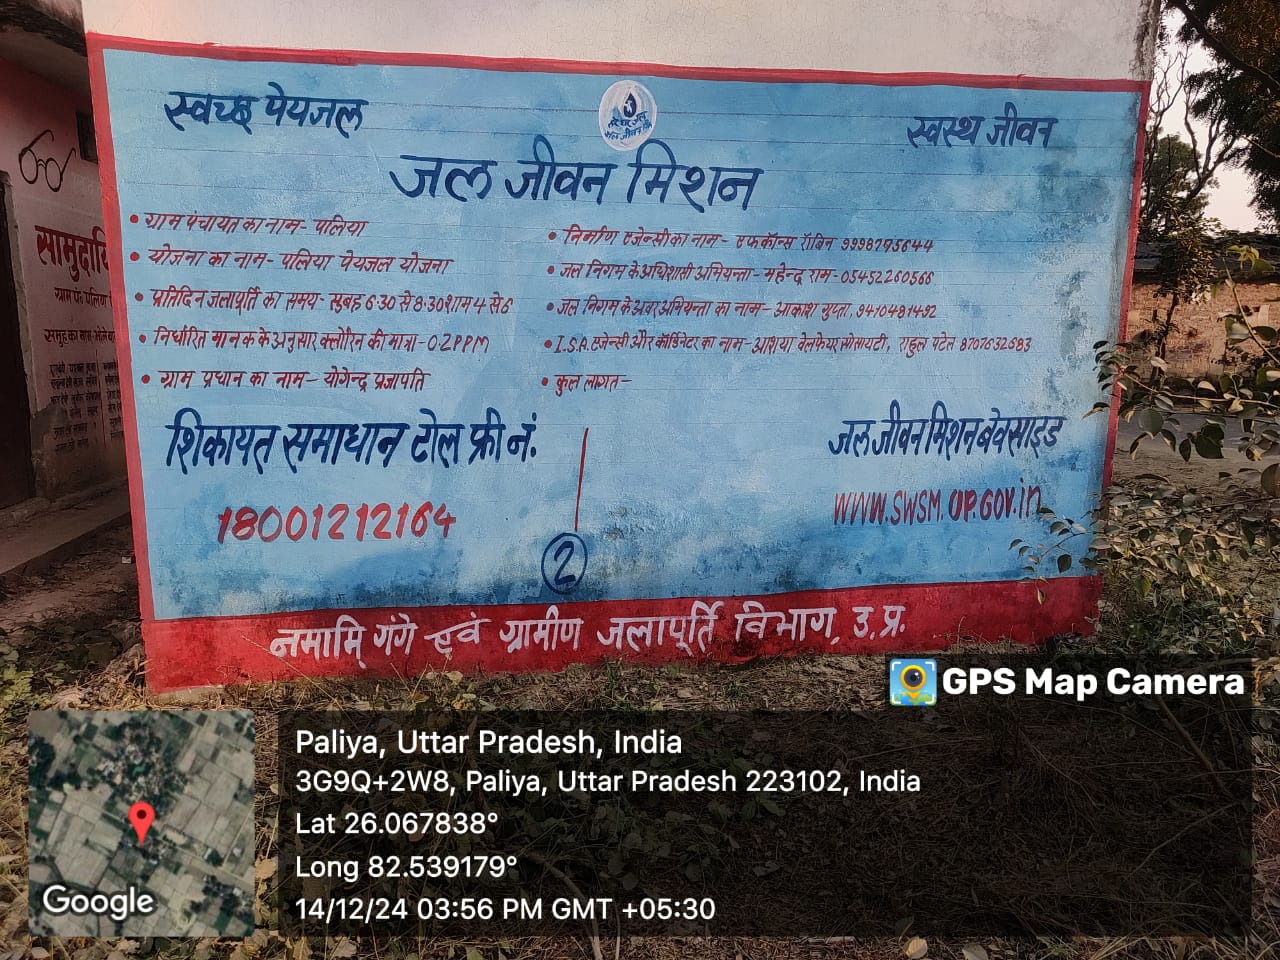 स्वच्छ पेयजल
स्वस्थ जीवन
जल जीवन मिशन
• ग्राम पंचायत का नाम- पलिया
• योजना का नाम- पलिया पेयजल योजना
• प्रतिदिन जलापूर्ति का समय- सुबह 6:30 से 8:30 शाम 4 से 6
• निर्धारित मानक के अनुसार क्लोरिन की मात्रा- 0.2 PPM
• ग्राम प्रधान का नाम- योगेन्द्र प्रजापति
• निर्माण एजेन्सी का नाम- एफकॉन्स रॉबिन 9998795644
• जल निगम के अधिशासी अभियन्ता- महेन्द्र राम- 05452260566
• जल निगम के अवर अभियन्ता का नाम- आकाश गुप्ता, 9410491492
• I.S.A. एजेन्सी और कॉर्डिनेटर का नाम- वेलफेयर सोसायटी, राहुल पटेल 8707632683
• कुल लागत-
शिकायत समाधान टोल फ्री नं.
18001212164
जल जीवन मिशन बेवसाइड
WWW.SWSM.UP.GOV.in
2
नमामि गंगे एवं ग्रामीण जलापूर्ति विभाग, उ.प्र.
GPS Map Camera
Paliya, Uttar Pradesh, India
3G9Q+2W8, Paliya, Uttar Pradesh 223102, India
Lat 26.067838°
Long 82.539179°
14/12/24 03:56 PM GMT +05:30
Google